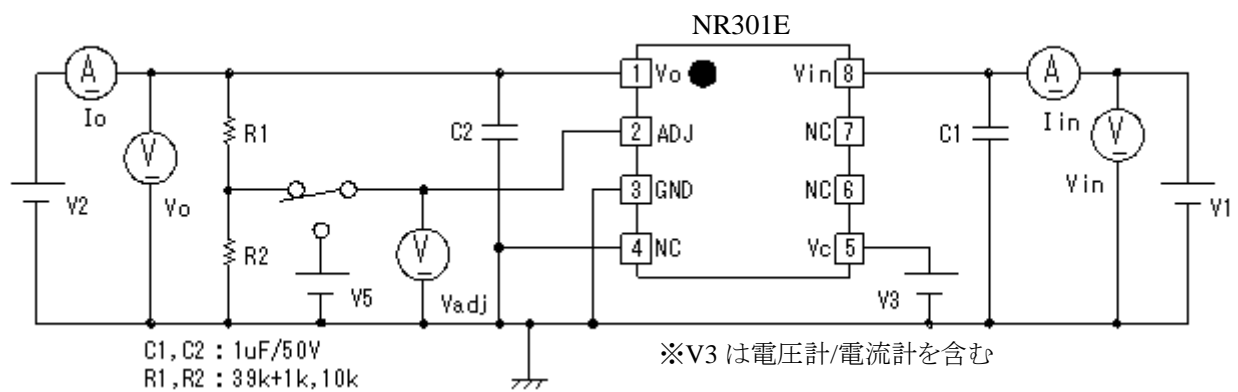 NR301E
A
Io
V
Vo
V2
R1
R2
C2
V5
V
Vadj
1 Vo
2 ADJ
3 GND
4 NC
Vin 8
NC 7
NC 6
Vc 5
C1
A
Iin
V
Vin
V1
V3
C1,C2 : 1uF/50V
R1,R2 : 39k+1k,10k
※V3 は電圧計/電流計を含む